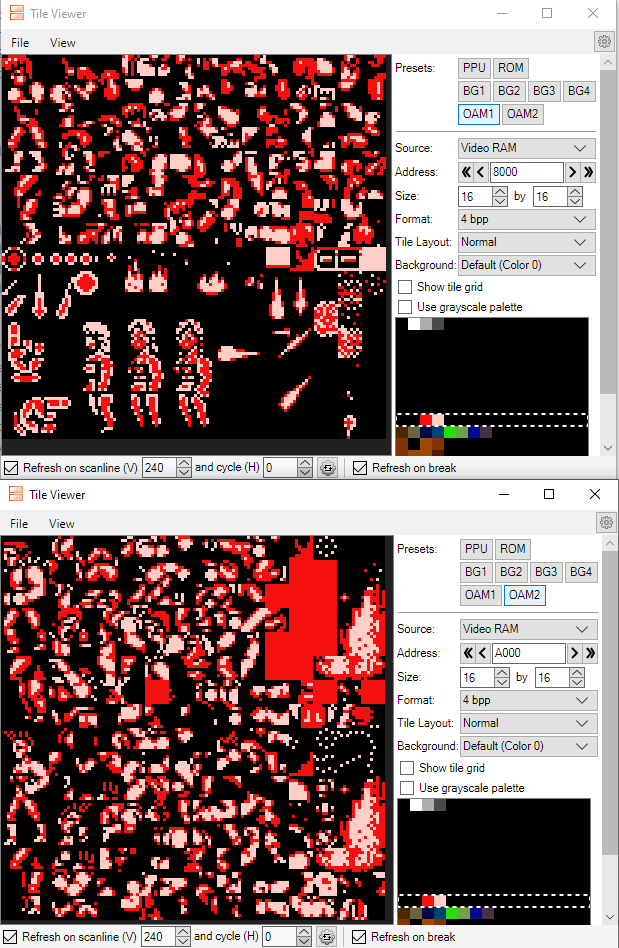 Tile Viewer
File View
Presets: PPU ROM
BG1 BG2 BG3 BG4
OAM1 OAM2
Source: Video RAM
Address: 8000
Size: 16 by 16
Format: 4 bpp
Tile Layout: Normal
Background: Default (Color 0)
Show tile grid
Use grayscale palette
Refresh on scanline (V) 240 and cycle (H) 0 Refresh on break
Tile Viewer
File View
Presets: PPU ROM
BG1 BG2 BG3 BG4
OAM1 OAM2
Source: Video RAM
Address: A000
Size: 16 by 16
Format: 4 bpp
Tile Layout: Normal
Background: Default (Color 0)
Show tile grid
Use grayscale palette
Refresh on scanline (V) 240 and cycle (H) 0 Refresh on break